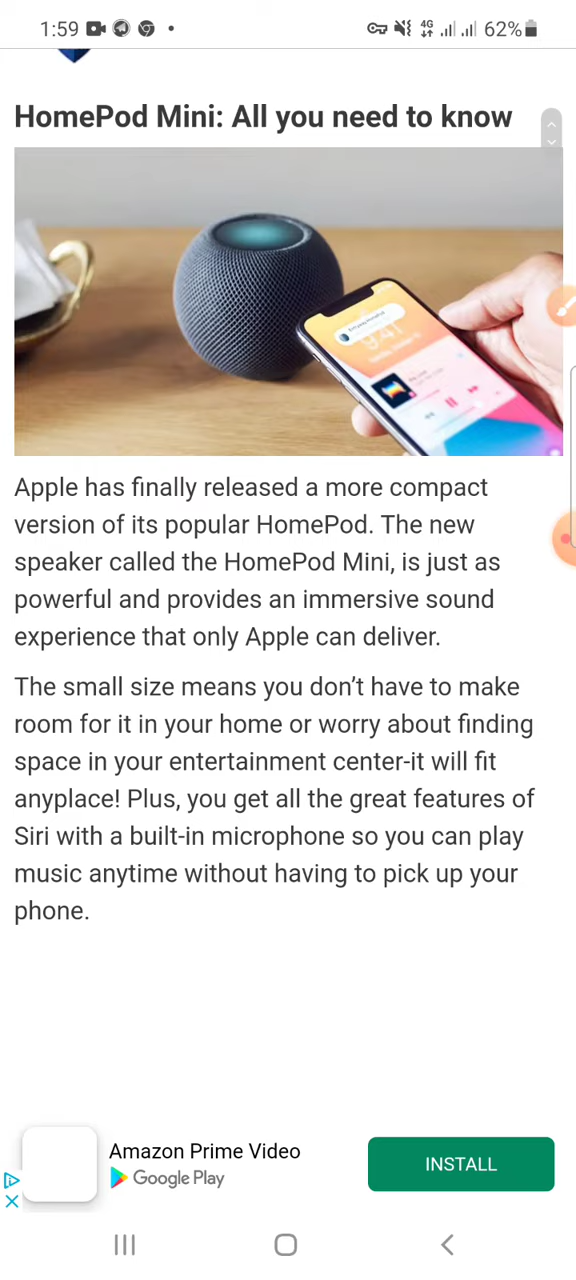 1:59 4G 62%
HomePod Mini: All you need to know
9:41
Apple has finally released a more compact
version of its popular HomePod. The new
speaker called the HomePod Mini, is just as
powerful and provides an immersive sound
experience that only Apple can deliver.
The small size means you don’t have to make
room for it in your home or worry about finding
space in your entertainment center-it will fit
anyplace! Plus, you get all the great features of
Siri with a built-in microphone so you can play
music anytime without having to pick up your
phone.
Amazon Prime Video
Google Play
INSTALL